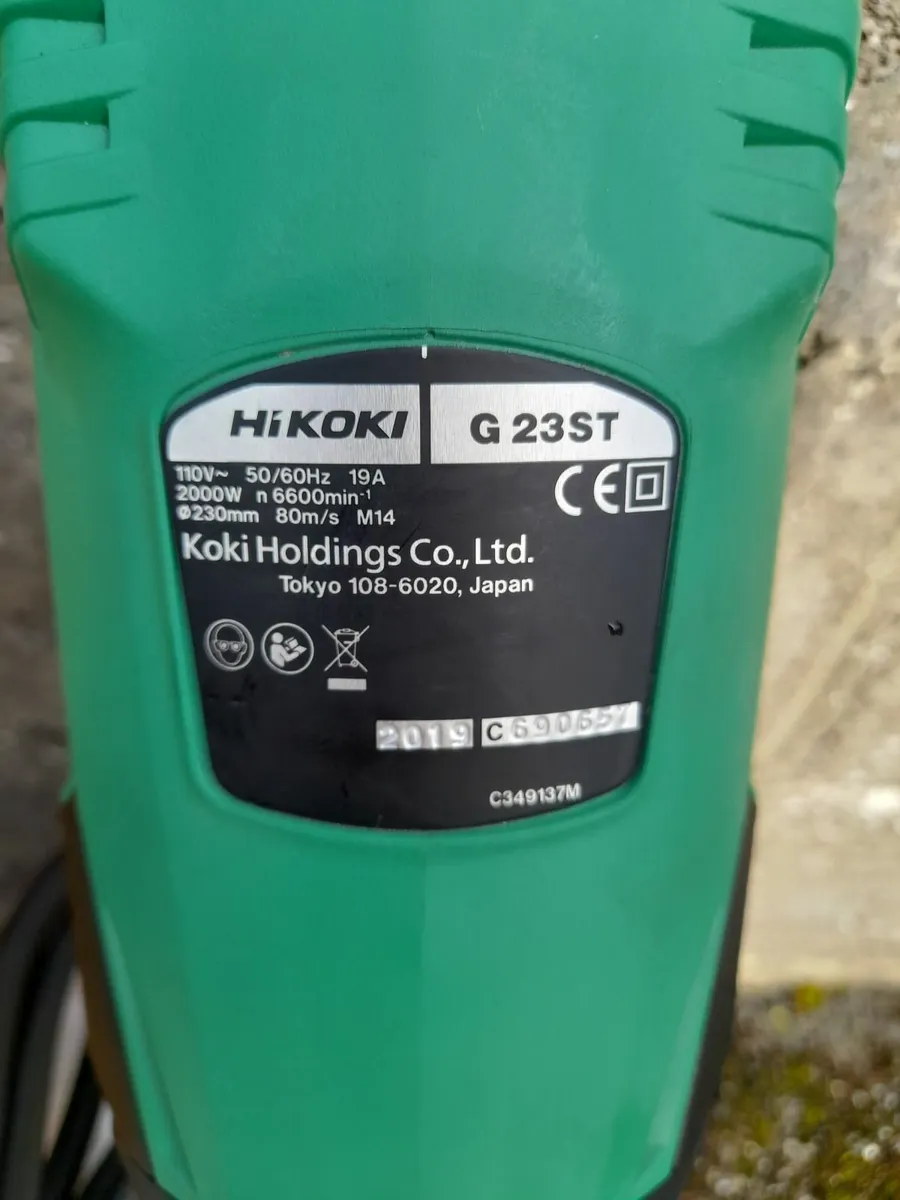 HiKOKI G 23ST
110V~ 50/60Hz 19A
2000W n 6600min⁻¹
Ø230mm 80m/s M14
CE
Koki Holdings Co., Ltd.
Tokyo 108-6020, Japan
2019 C 690657
C349137M